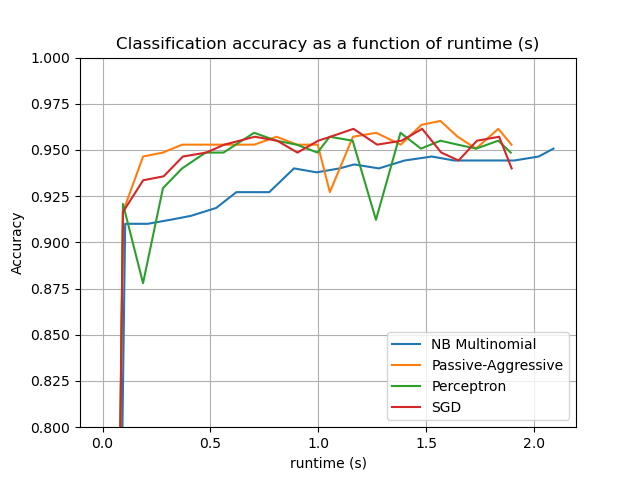 Classification accuracy as a function of runtime (s)
1.000
0.975
0.950
0.925
0.900
0.875
0.850
0.825
0.800
Accuracy
0.0 0.5 1.0 1.5 2.0
runtime (s)
NB Multinomial
Passive-Aggressive
Perceptron
SGD